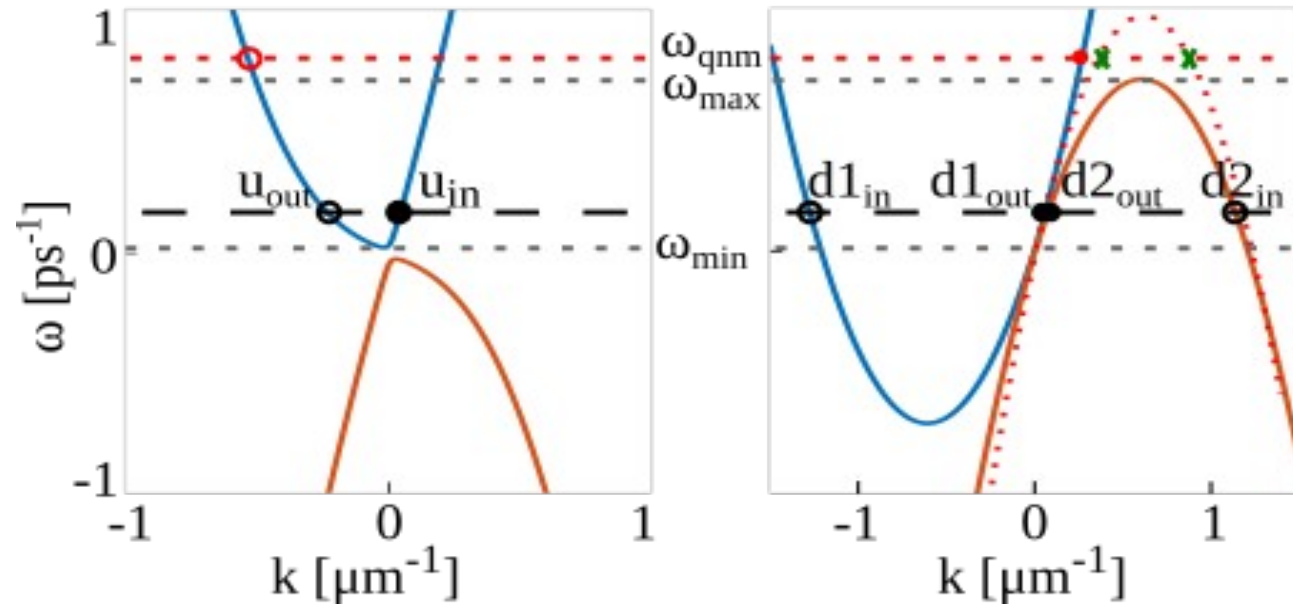 1
ω_qnm
ω_max
u_out u_in
d1_in d1_out d2_out d2_in
0
ω_min
ω [ps⁻¹]
-1
-1 0 1
-1 0 1
k [μm⁻¹]
k [μm⁻¹]